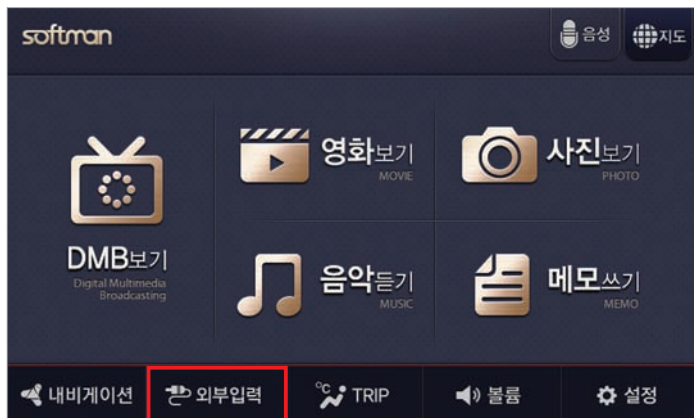 softman
음성
지도
DMB보기
Digital Multimedia
Broadcasting
영화보기
MOVIE
사진보기
PHOTO
음악듣기
MUSIC
메모쓰기
MEMO
내비게이션
외부입력
°C TRIP
볼륨
설정